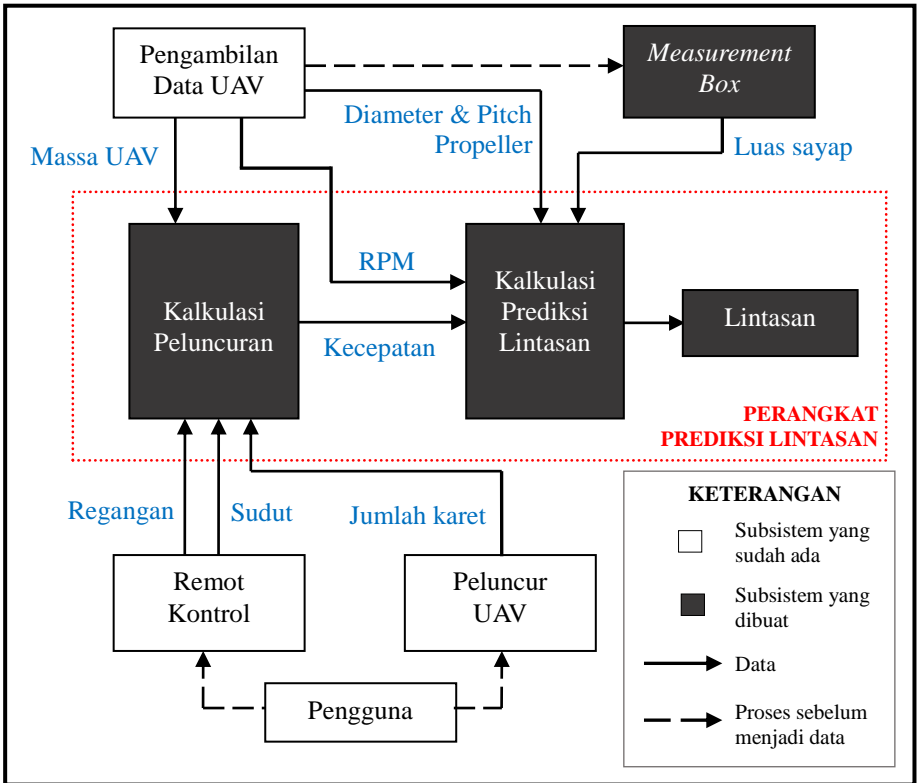 Pengambilan
Data UAV
Measurement
Box
Diameter & Pitch
Propeller
Massa UAV
Luas sayap
RPM
Kalkulasi
Peluncuran
Kecepatan
Kalkulasi
Prediksi
Lintasan
Lintasan
PERANGKAT
PREDIKSI LINTASAN
Regangan
Sudut
Jumlah karet
Remot
Kontrol
Peluncur
UAV
Pengguna
KETERANGAN
Subsistem yang
sudah ada
Subsistem yang
dibuat
Data
Proses sebelum
menjadi data